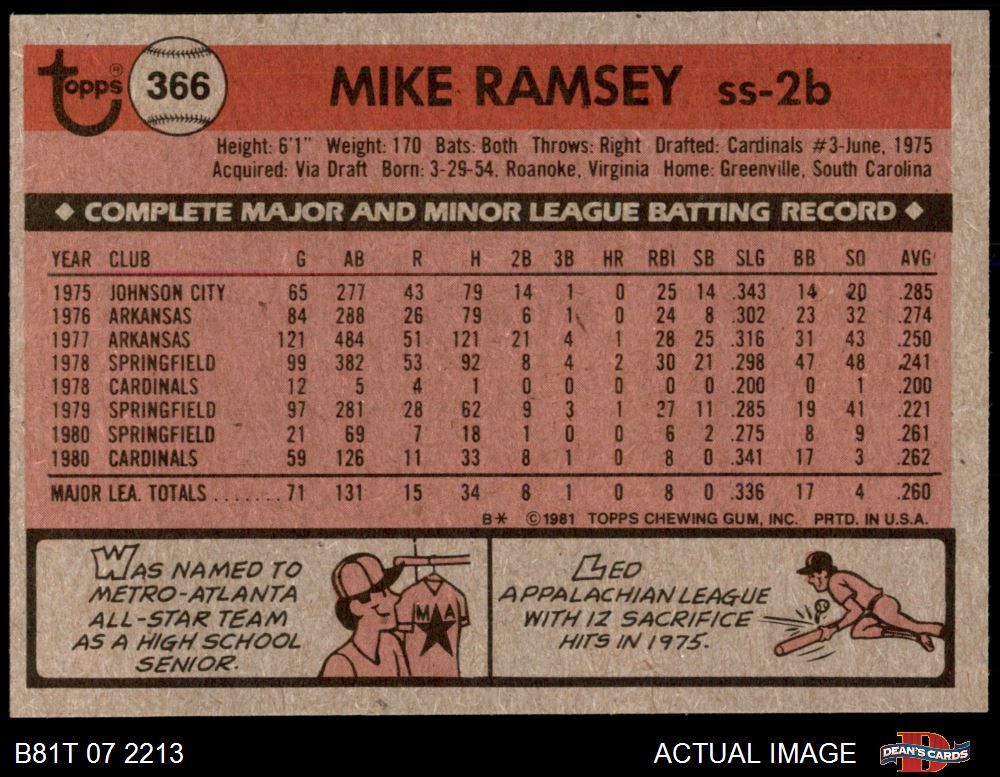 Topps® 366 MIKE RAMSEY ss-2b
Height: 6'1" Weight: 170 Bats: Both Throws: Right Drafted: Cardinals #3-June, 1975
Acquired: Via Draft Born: 3-29-54, Roanoke, Virginia Home: Greenville, South Carolina
◆ COMPLETE MAJOR AND MINOR LEAGUE BATTING RECORD ◆
YEAR CLUB G AB R H 2B 3B HR RBI SB SLG BB SO AVG
1975 JOHNSON CITY 65 277 43 79 14 1 0 25 14 .343 14 20 .285
1976 ARKANSAS 84 288 26 79 6 1 0 24 8 .302 23 32 .274
1977 ARKANSAS 121 484 51 121 21 4 1 28 25 .316 31 43 .250
1978 SPRINGFIELD 99 382 53 92 8 4 2 30 21 .298 47 48 .241
1978 CARDINALS 12 5 4 1 0 0 0 0 0 .200 0 1 .200
1979 SPRINGFIELD 97 281 28 62 9 3 1 27 11 .285 19 41 .221
1980 SPRINGFIELD 21 69 7 18 1 0 0 6 2 .275 8 9 .261
1980 CARDINALS 59 126 11 33 8 1 0 8 0 .341 17 3 .262
MAJOR LEA. TOTALS ....... 71 131 15 34 8 1 0 8 0 .336 17 4 .260
B* ©1981 TOPPS CHEWING GUM, INC. PRTD. IN U.S.A.
WAS NAMED TO
METRO-ATLANTA
ALL-STAR TEAM
AS A HIGH SCHOOL
SENIOR.
MAA
LED
APPALACHIAN LEAGUE
WITH 12 SACRIFICE
HITS IN 1975.
B81T 07 2213 ACTUAL IMAGE DEAN'S CARDS